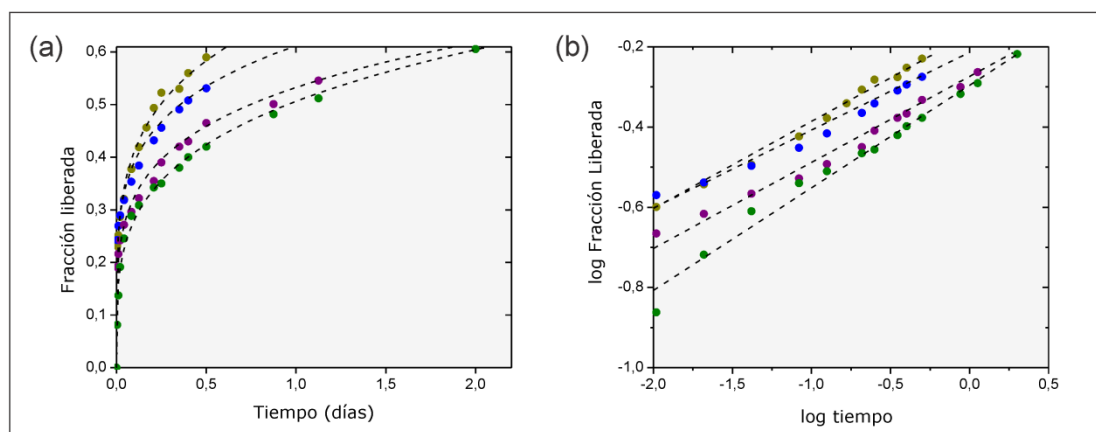 (a)
Fracción liberada
0,6
0,5
0,4
0,3
0,2
0,1
0,0
0,0 0,5 1,0 1,5 2,0
Tiempo (días)
(b)
log Fracción Liberada
-0,2
-0,4
-0,6
-0,8
-1,0
-2,0 -1,5 -1,0 -0,5 0,0 0,5
log tiempo